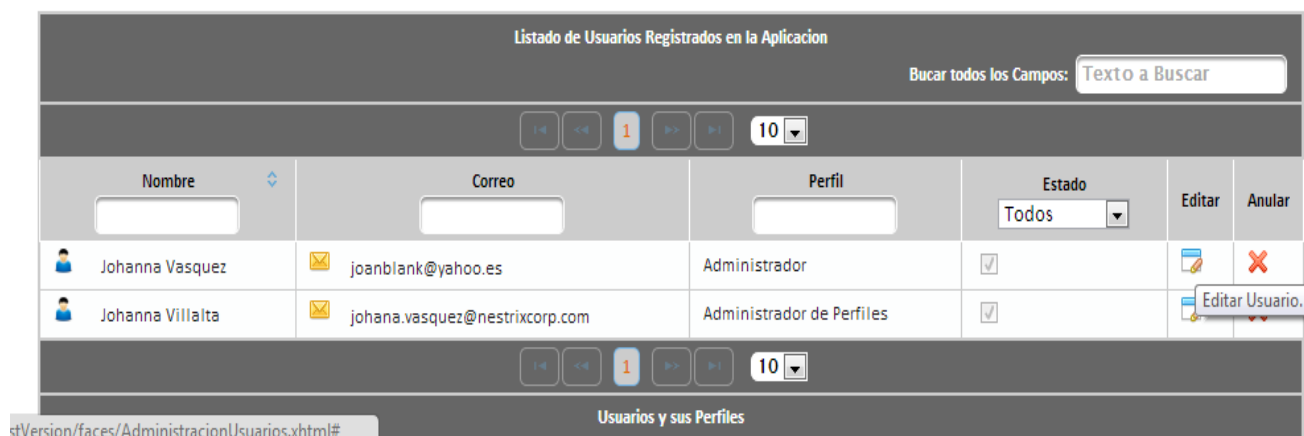 Listado de Usuarios Registrados en la Aplicacion
Bucar todos los Campos: Texto a Buscar
1 10
Nombre Correo Perfil Estado Editar Anular
Todos
Johanna Vasquez joanblank@yahoo.es Administrador
Editar Usuario.
Johanna Villalta johana.vasquez@nestrixcorp.com Administrador de Perfiles
1 10
Usuarios y sus Perfiles
stVersion/faces/AdministracionUsuarios.xhtml#